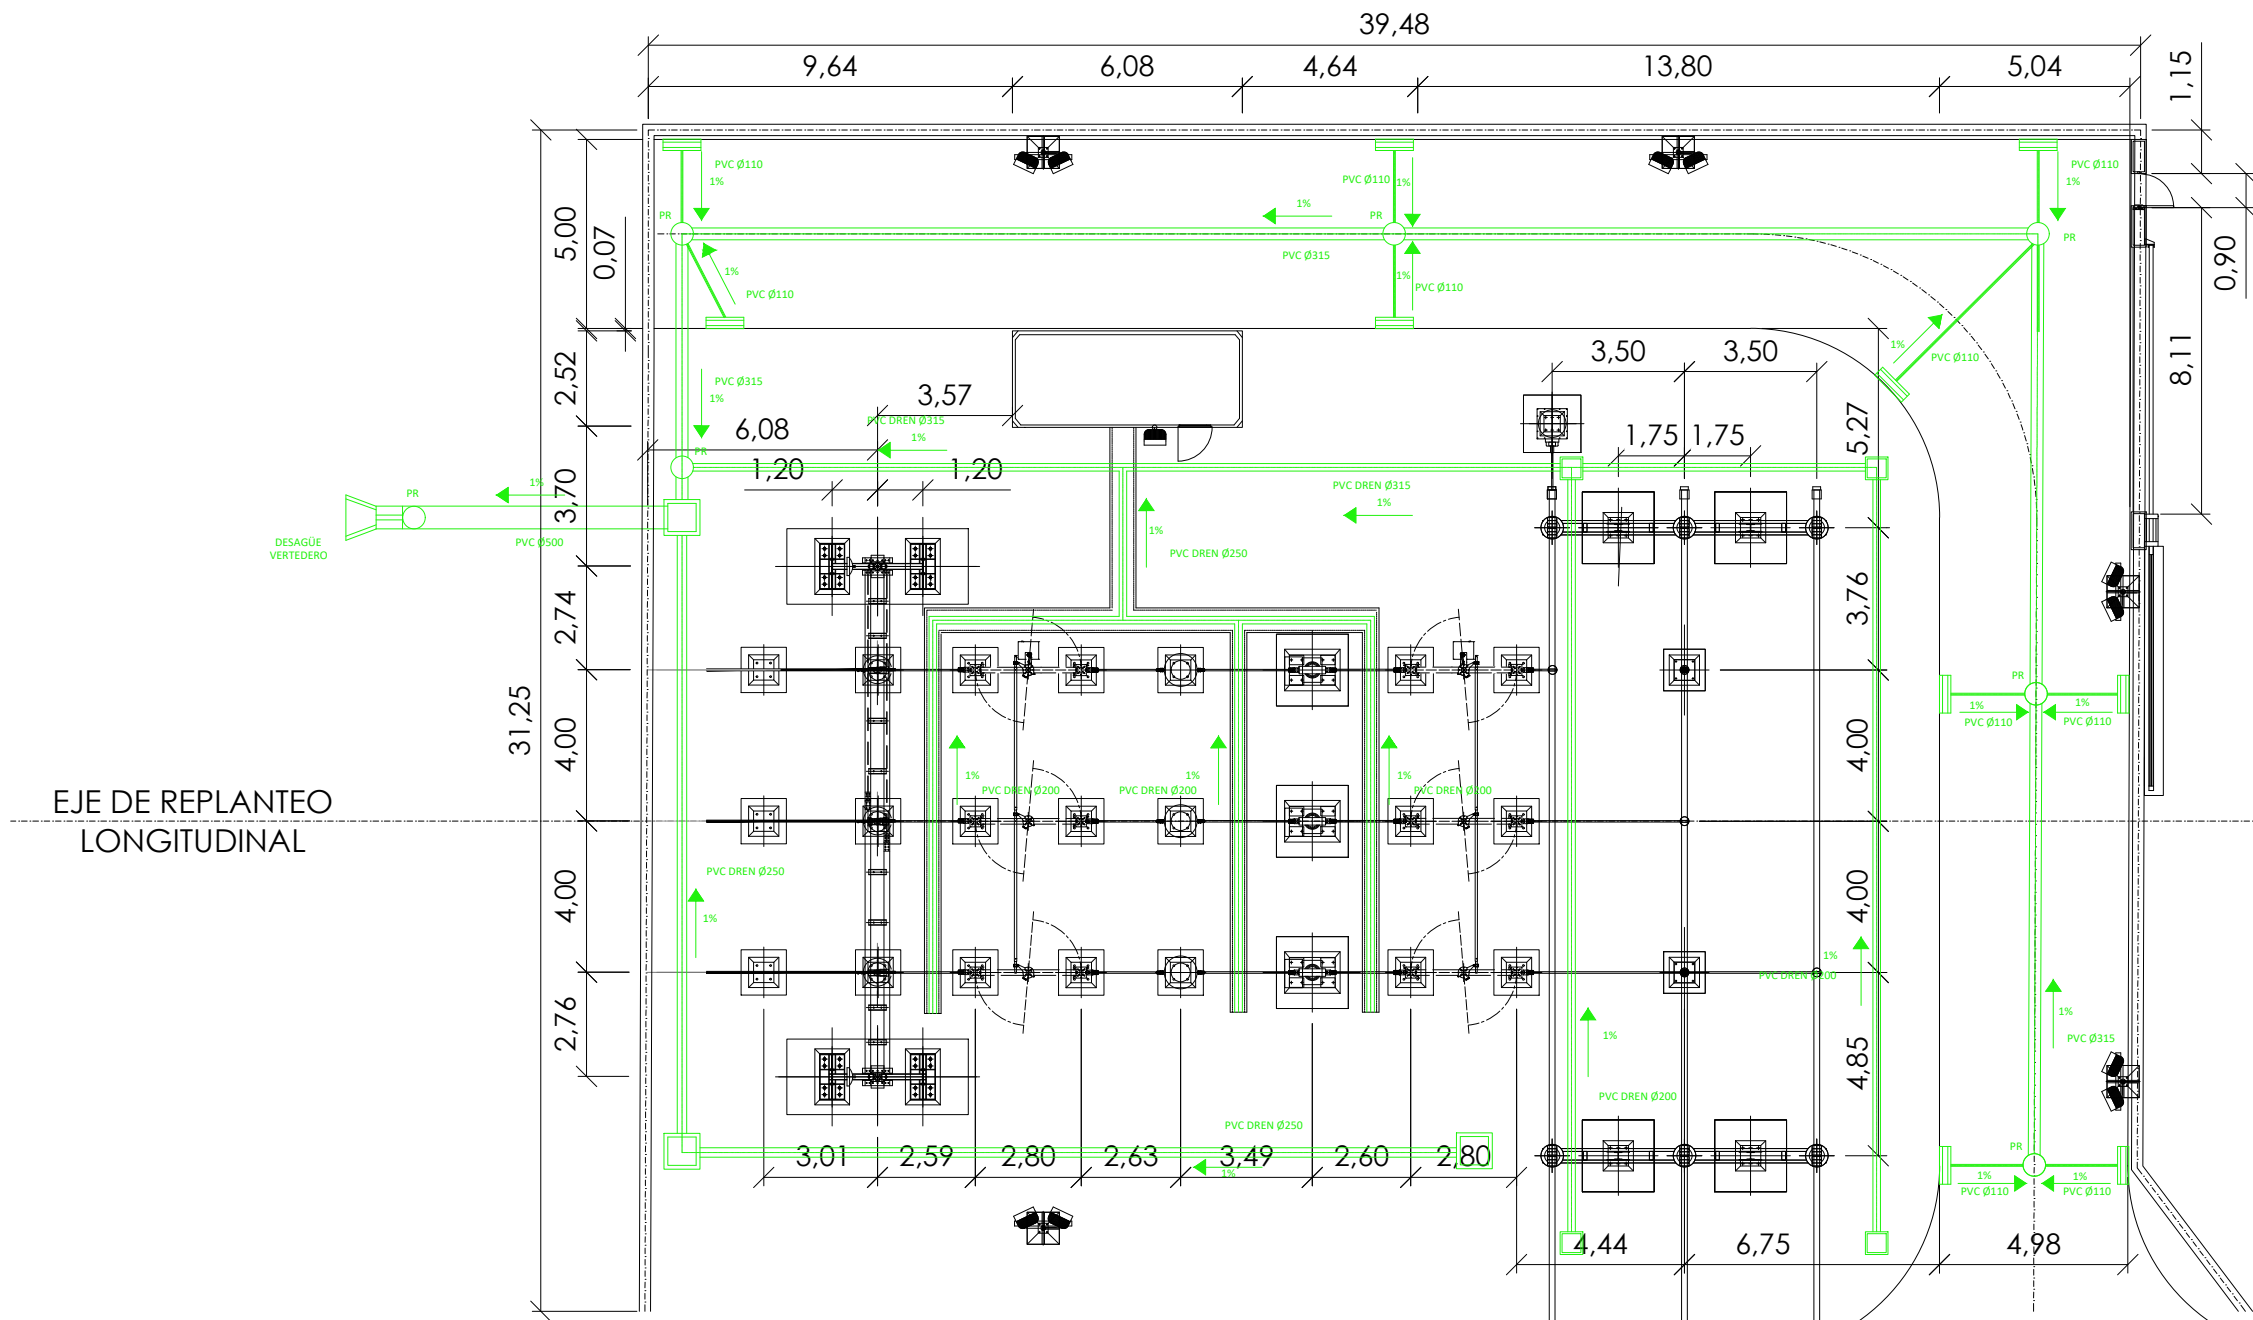 39,48
9,64
6,08
4,64
13,80
5,04
1,15
PVC Ø110
1%
PVC Ø110
1%
PVC Ø110
1%
PR
1%
PR
PR
5,00
0,07
1%
PVC Ø315
1%
PVC Ø110
PVC Ø110
0,90
3,50
3,50
1%
PVC Ø110
8,11
2,52
PVC Ø315
1%
3,57
PVC DREN Ø315
1%
6,08
5,27
1,75
1,75
PR
1,20
1,20
3,70
PR
1%
PVC DREN Ø315
1%
DESAGÜE
VERTEDERO
PVC Ø500
1%
PVC DREN Ø250
2,74
3,76
31,25
PR
1%
1%
PVC Ø110
PVC Ø110
4,00
4,00
1%
1%
1%
PVC DREN Ø200
PVC DREN Ø200
PVC DREN Ø200
EJE DE REPLANTEO
LONGITUDINAL
PVC DREN Ø250
1%
4,00
4,00
1%
PVC DREN Ø200
2,76
1%
PVC Ø315
1%
4,85
PVC DREN Ø200
PVC DREN Ø250
1%
3,01
2,59
2,80
2,63
3,49
2,60
2,80
PR
1%
1%
PVC Ø110
PVC Ø110
4,44
6,75
4,98